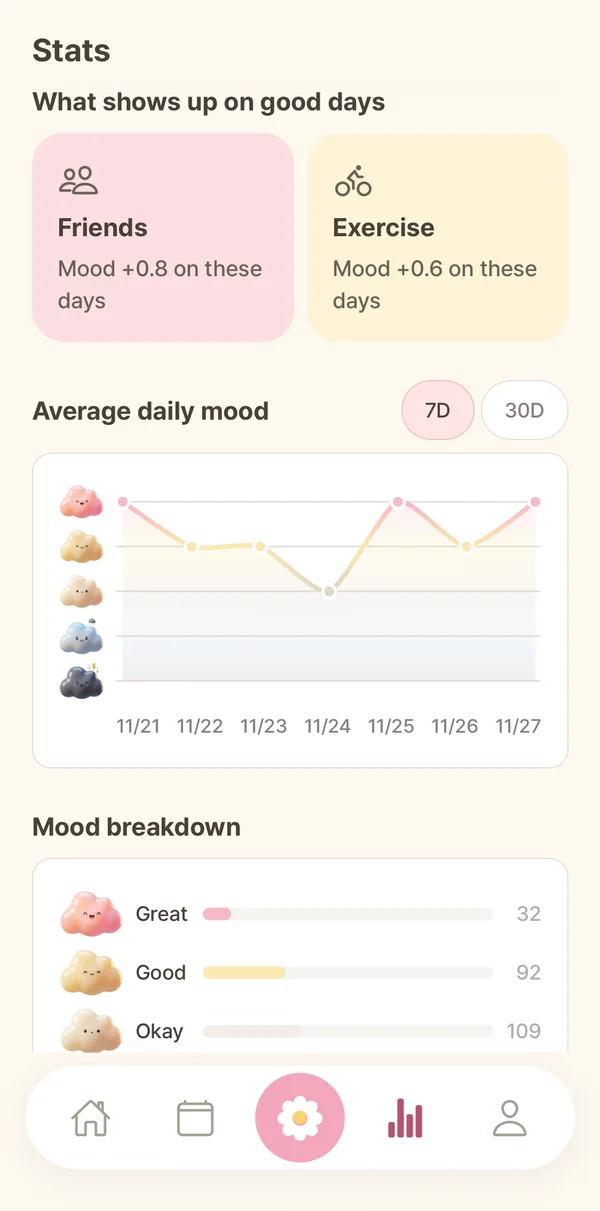 Stats
What shows up on good days
Friends
Mood +0.8 on these
days
Exercise
Mood +0.6 on these
days
Average daily mood
7D
30D
11/21 11/22 11/23 11/24 11/25 11/26 11/27
Mood breakdown
Great 32
Good 92
Okay 109